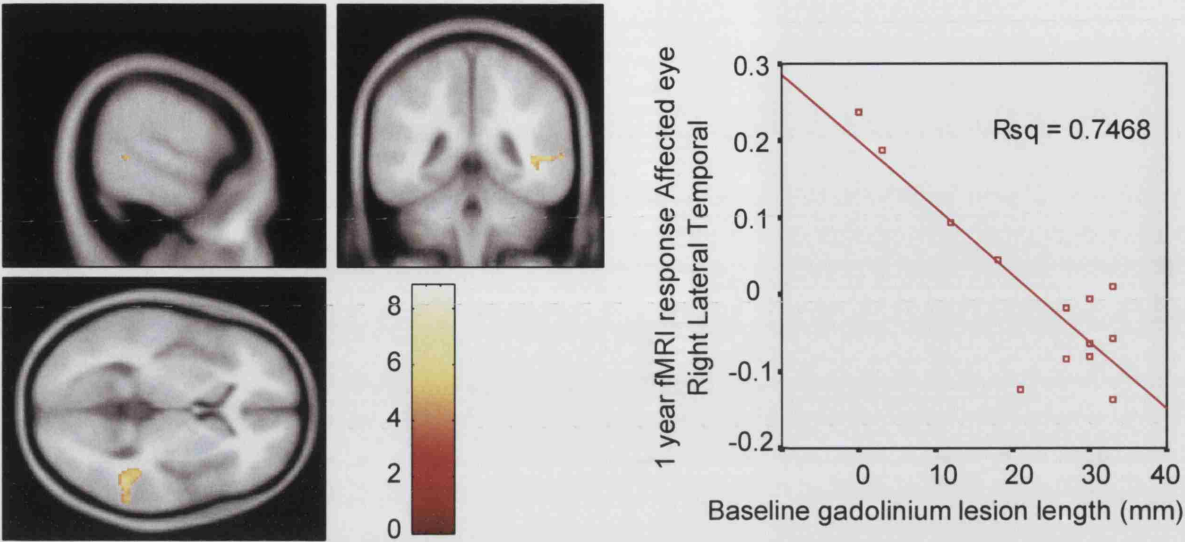 8
6
4
2
0
1 year fMRI response Affected eye
Right Lateral Temporal
0.3
0.2
0.1
0
-0.1
-0.2
Rsq = 0.7468
0 10 20 30 40
Baseline gadolinium lesion length (mm)